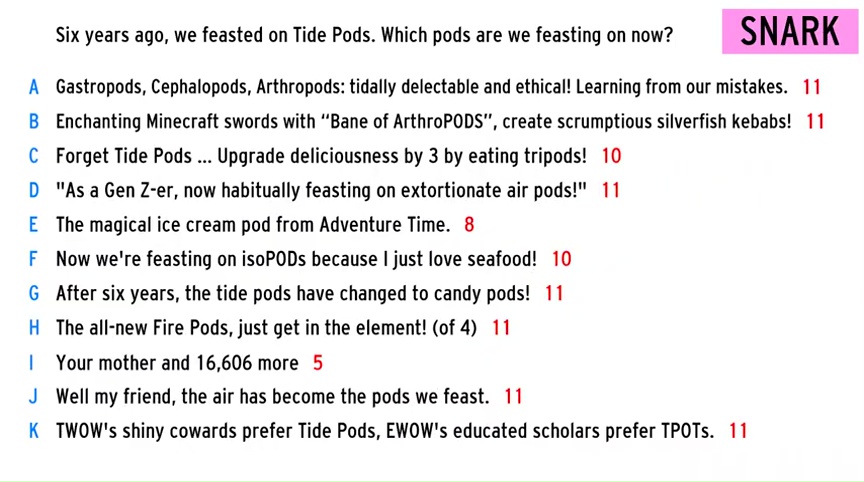 Six years ago, we feasted on Tide Pods. Which pods are we feasting on now?
SNARK
A Gastropods, Cephalopods, Arthropods: tidally delectable and ethical! Learning from our mistakes. 11
B Enchanting Minecraft swords with “Bane of ArthroPODS”, create scrumptious silverfish kebabs! 11
C Forget Tide Pods ... Upgrade deliciousness by 3 by eating tripods! 10
D "As a Gen Z-er, now habitually feasting on extortionate air pods!" 11
E The magical ice cream pod from Adventure Time. 8
F Now we're feasting on isoPODs because I just love seafood! 10
G After six years, the tide pods have changed to candy pods! 11
H The all-new Fire Pods, just get in the element! (of 4) 11
I Your mother and 16,606 more 5
J Well my friend, the air has become the pods we feast. 11
K TWOW's shiny cowards prefer Tide Pods, EWOW's educated scholars prefer TPOTs. 11